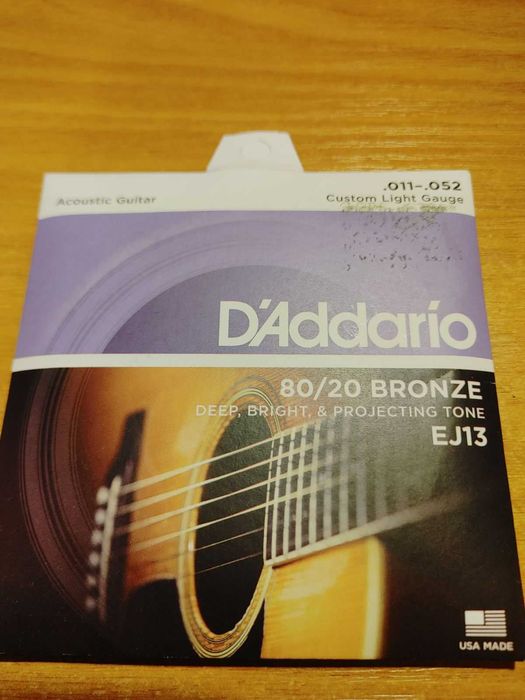 .011–.052
Acoustic Guitar
Custom Light Gauge
D'Addario
80/20 BRONZE
DEEP, BRIGHT, & PROJECTING TONE
EJ13
USA MADE